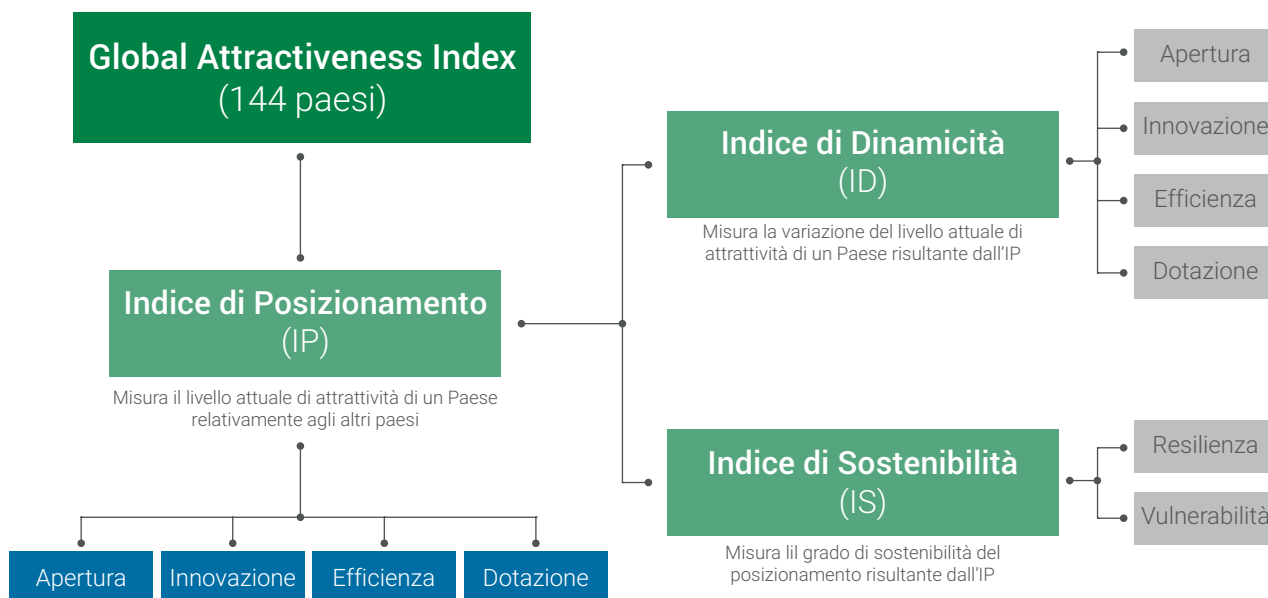 Global Attractiveness Index
(144 paesi)
Indice di Posizionamento
(IP)
Misura il livello attuale di attrattività di un Paese
relativamente agli altri paesi
Apertura
Innovazione
Efficienza
Dotazione
Indice di Dinamicità
(ID)
Misura la variazione del livello attuale di
attrattività di un Paese risultante dall'IP
Apertura
Innovazione
Efficienza
Dotazione
Indice di Sostenibilità
(IS)
Misura lil grado di sostenibilità del
posizionamento risultante dall'IP
Resilienza
Vulnerabilità